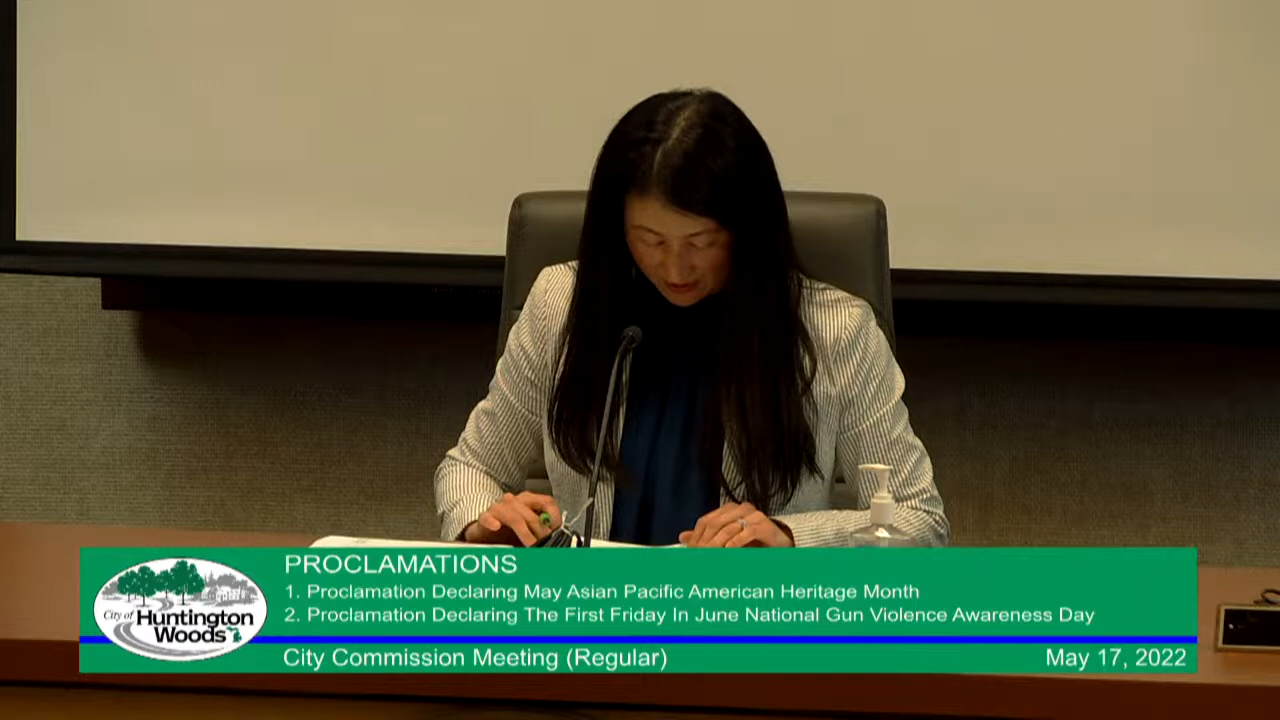 PROCLAMATIONS
1. Proclamation Declaring May Asian Pacific American Heritage Month
2. Proclamation Declaring The First Friday In June National Gun Violence Awareness Day
City of
Huntington
Woods
City Commission Meeting (Regular)
May 17, 2022